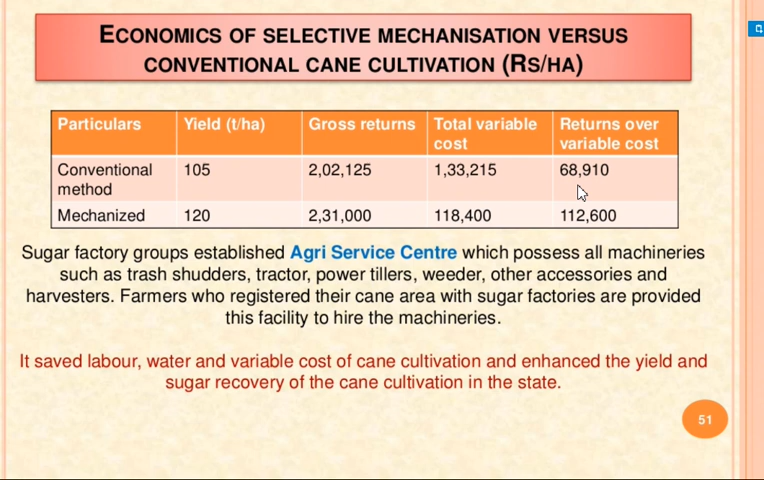 ECONOMICS OF SELECTIVE MECHANISATION VERSUS
CONVENTIONAL CANE CULTIVATION (RS/HA)
Particulars Yield (t/ha) Gross returns Total variable cost Returns over variable cost
Conventional method 105 2,02,125 1,33,215 68,910
Mechanized 120 2,31,000 118,400 112,600
Sugar factory groups established Agri Service Centre which possess all machineries
such as trash shudders, tractor, power tillers, weeder, other accessories and
harvesters. Farmers who registered their cane area with sugar factories are provided
this facility to hire the machineries.
It saved labour, water and variable cost of cane cultivation and enhanced the yield and
sugar recovery of the cane cultivation in the state.
51